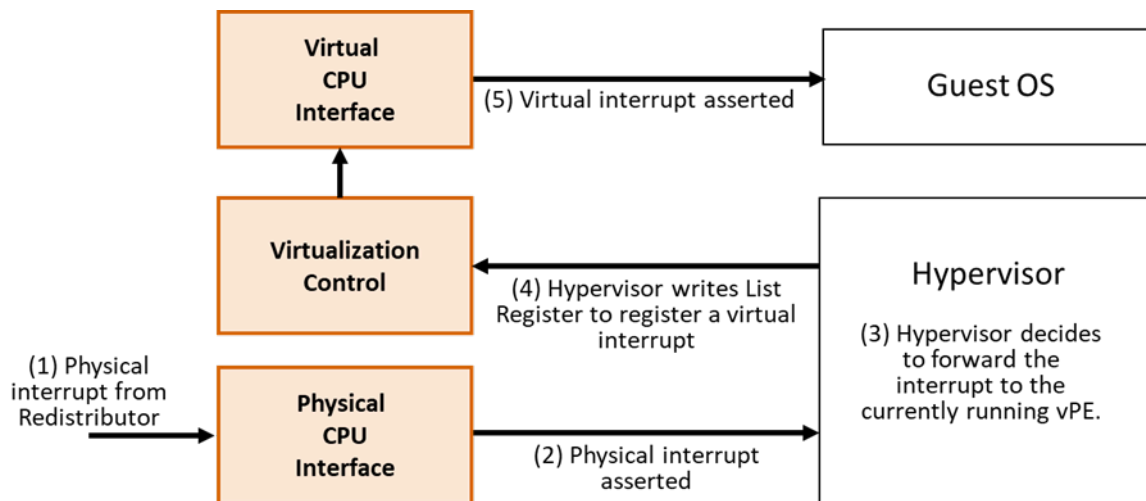 Virtual
CPU
Interface
(5) Virtual interrupt asserted
Guest OS
Virtualization
Control
(4) Hypervisor writes List
Register to register a virtual
interrupt
Hypervisor
(3) Hypervisor decides
to forward the
interrupt to the
currently running vPE.
(1) Physical
interrupt from
Redistributor
Physical
CPU
Interface
(2) Physical interrupt
asserted